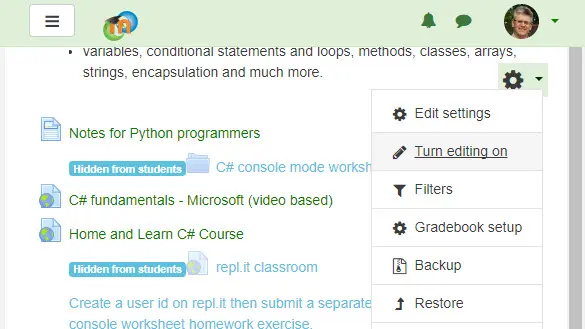 variables, conditional statements and loops, methods, classes, arrays,
strings, encapsulation and much more.
Notes for Python programmers
Hidden from students
C# console mode worksh
C# fundamentals - Microsoft (video based)
Home and Learn C# Course
Hidden from students
repl.it classroom
Create a user id on repl.it then submit a separate
console worksheet homework exercise.
Edit settings
Turn editing on
Filters
Gradebook setup
Backup
Restore